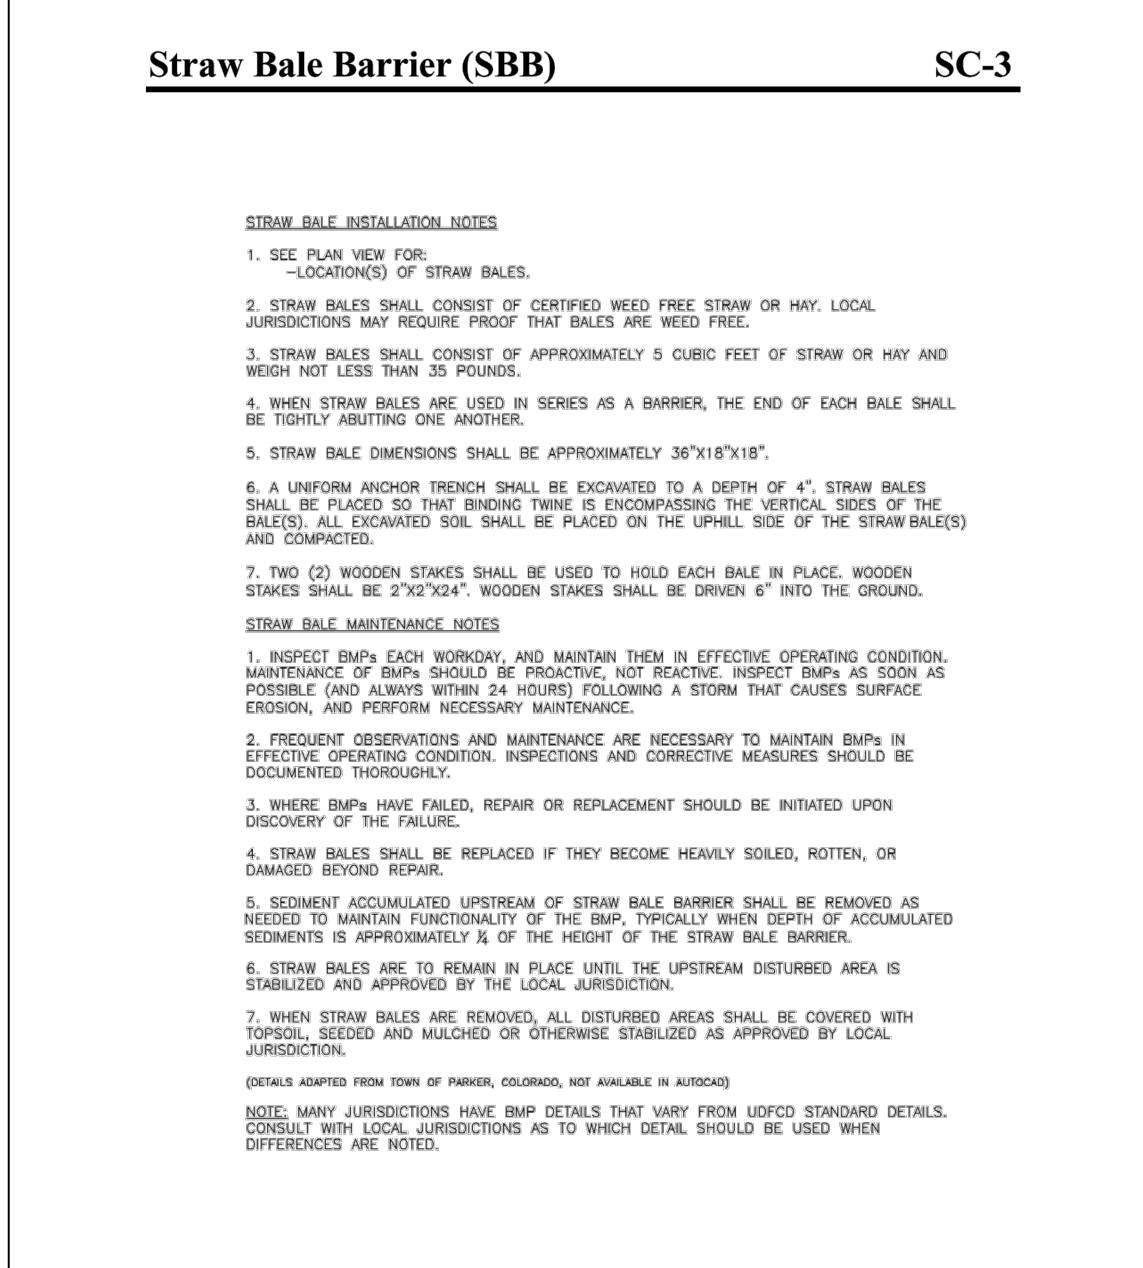 Straw Bale Barrier (SBB) SC-3
STRAW BALE INSTALLATION NOTES
1. SEE PLAN VIEW FOR:
-LOCATION(S) OF STRAW BALES.
2. STRAW BALES SHALL CONSIST OF CERTIFIED WEED FREE STRAW OR HAY. LOCAL
JURISDICTIONS MAY REQUIRE PROOF THAT BALES ARE WEED FREE.
3. STRAW BALES SHALL CONSIST OF APPROXIMATELY 5 CUBIC FEET OF STRAW OR HAY AND
WEIGH NOT LESS THAN 35 POUNDS.
4. WHEN STRAW BALES ARE USED IN SERIES AS A BARRIER, THE END OF EACH BALE SHALL
BE TIGHTLY ABUTTING ONE ANOTHER.
5. STRAW BALE DIMENSIONS SHALL BE APPROXIMATELY 36"X18"X18".
6. A UNIFORM ANCHOR TRENCH SHALL BE EXCAVATED TO A DEPTH OF 4". STRAW BALES
SHALL BE PLACED SO THAT BINDING TWINE IS ENCOMPASSING THE VERTICAL SIDES OF THE
BALE(S). ALL EXCAVATED SOIL SHALL BE PLACED ON THE UPHILL SIDE OF THE STRAW BALE(S)
AND COMPACTED.
7. TWO (2) WOODEN STAKES SHALL BE USED TO HOLD EACH BALE IN PLACE. WOODEN
STAKES SHALL BE 2"X2"X24". WOODEN STAKES SHALL BE DRIVEN 6" INTO THE GROUND.
STRAW BALE MAINTENANCE NOTES
1. INSPECT BMPs EACH WORKDAY, AND MAINTAIN THEM IN EFFECTIVE OPERATING CONDITION.
MAINTENANCE OF BMPs SHOULD BE PROACTIVE, NOT REACTIVE. INSPECT BMPs AS SOON AS
POSSIBLE (AND ALWAYS WITHIN 24 HOURS) FOLLOWING A STORM THAT CAUSES SURFACE
EROSION, AND PERFORM NECESSARY MAINTENANCE.
2. FREQUENT OBSERVATIONS AND MAINTENANCE ARE NECESSARY TO MAINTAIN BMPs IN
EFFECTIVE OPERATING CONDITION. INSPECTIONS AND CORRECTIVE MEASURES SHOULD BE
DOCUMENTED THOROUGHLY.
3. WHERE BMPs HAVE FAILED, REPAIR OR REPLACEMENT SHOULD BE INITIATED UPON
DISCOVERY OF THE FAILURE.
4. STRAW BALES SHALL BE REPLACED IF THEY BECOME HEAVILY SOILED, ROTTEN, OR
DAMAGED BEYOND REPAIR.
5. SEDIMENT ACCUMULATED UPSTREAM OF STRAW BALE BARRIER SHALL BE REMOVED AS
NEEDED TO MAINTAIN FUNCTIONALITY OF THE BMP, TYPICALLY WHEN DEPTH OF ACCUMULATED
SEDIMENTS IS APPROXIMATELY ¼ OF THE HEIGHT OF THE STRAW BALE BARRIER.
6. STRAW BALES ARE TO REMAIN IN PLACE UNTIL THE UPSTREAM DISTURBED AREA IS
STABILIZED AND APPROVED BY THE LOCAL JURISDICTION.
7. WHEN STRAW BALES ARE REMOVED, ALL DISTURBED AREAS SHALL BE COVERED WITH
TOPSOIL, SEEDED AND MULCHED OR OTHERWISE STABILIZED AS APPROVED BY LOCAL
JURISDICTION.
(DETAILS ADAPTED FROM TOWN OF PARKER, COLORADO, NOT AVAILABLE IN AUTOCAD)
NOTE: MANY JURISDICTIONS HAVE BMP DETAILS THAT VARY FROM UDFCD STANDARD DETAILS.
CONSULT WITH LOCAL JURISDICTIONS AS TO WHICH DETAIL SHOULD BE USED WHEN
DIFFERENCES ARE NOTED.